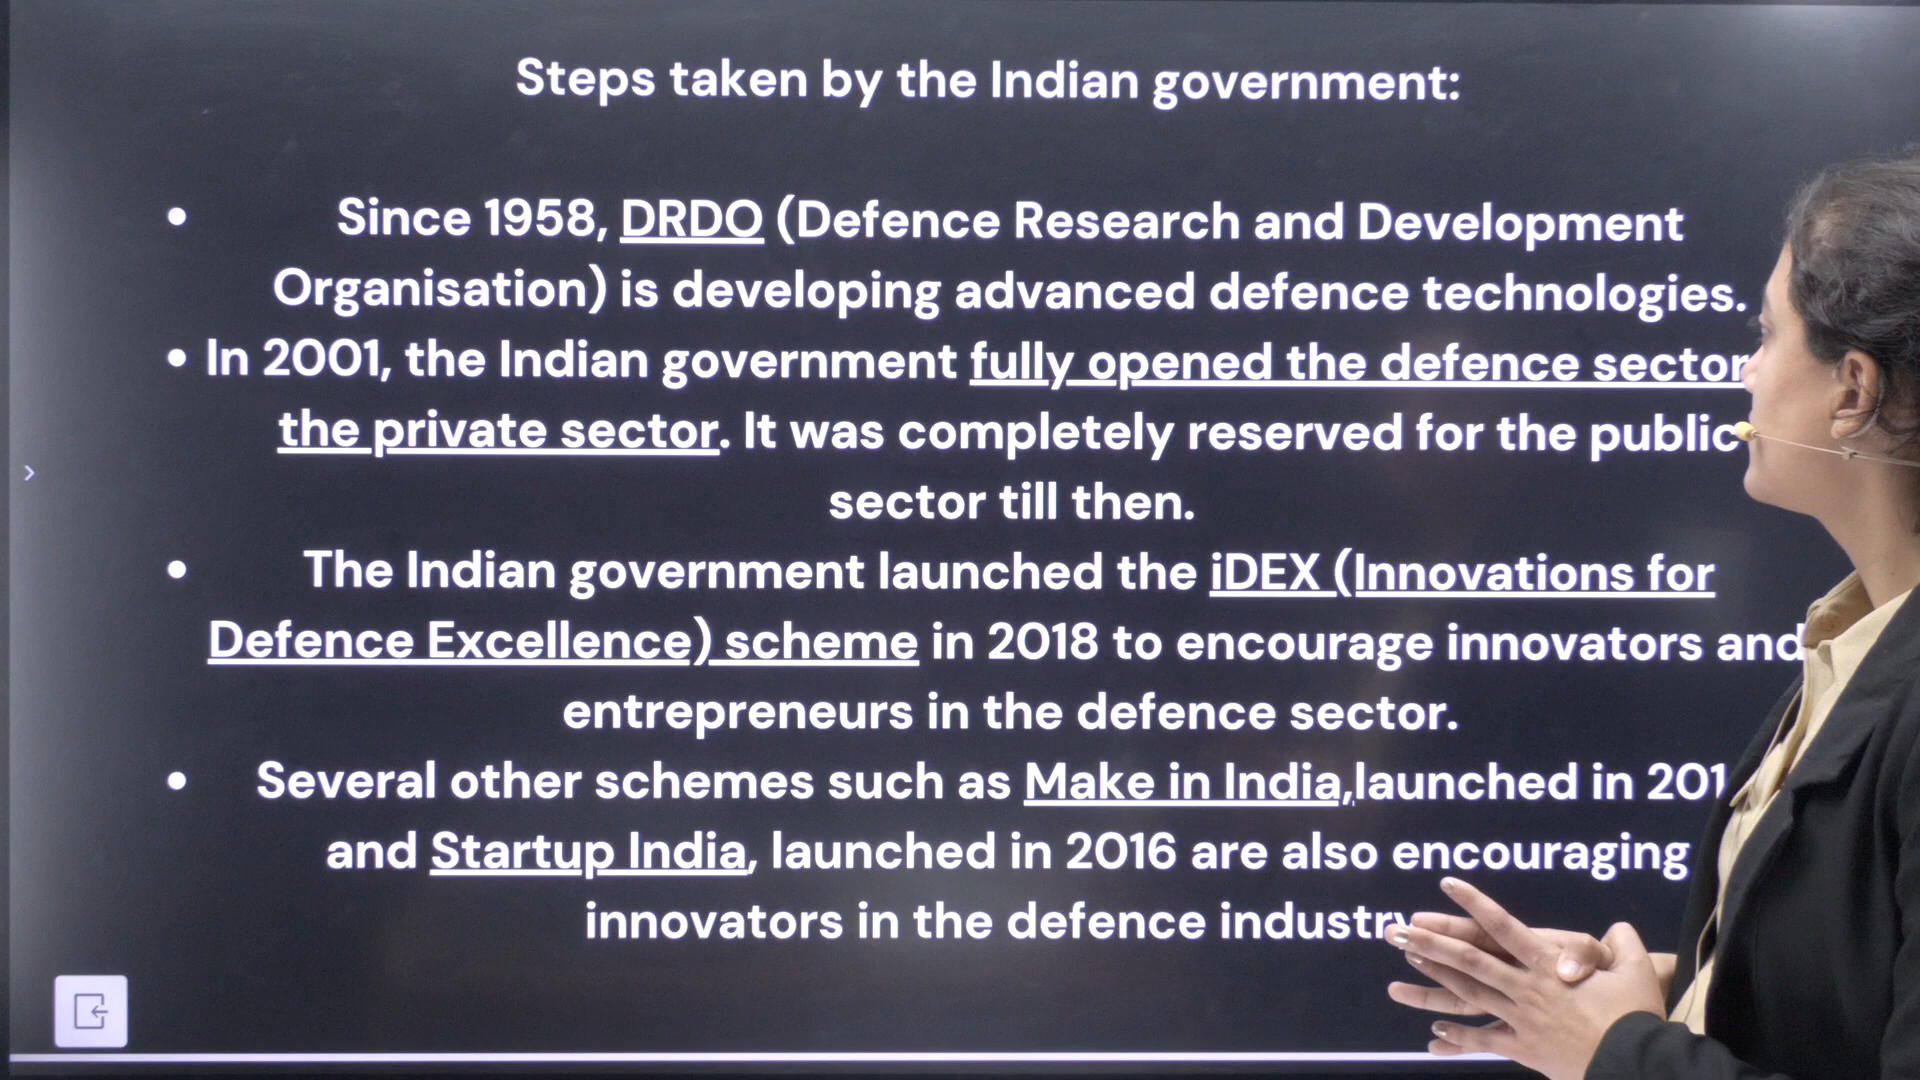 Steps taken by the Indian government:
• Since 1958, DRDO (Defence Research and Development
Organisation) is developing advanced defence technologies.
• In 2001, the Indian government fully opened the defence sector
the private sector. It was completely reserved for the public
sector till then.
• The Indian government launched the iDEX (Innovations for
Defence Excellence) scheme in 2018 to encourage innovators and
entrepreneurs in the defence sector.
• Several other schemes such as Make in India,launched in
and Startup India, launched in 2016 are also encouraging
innovators in the defence industry